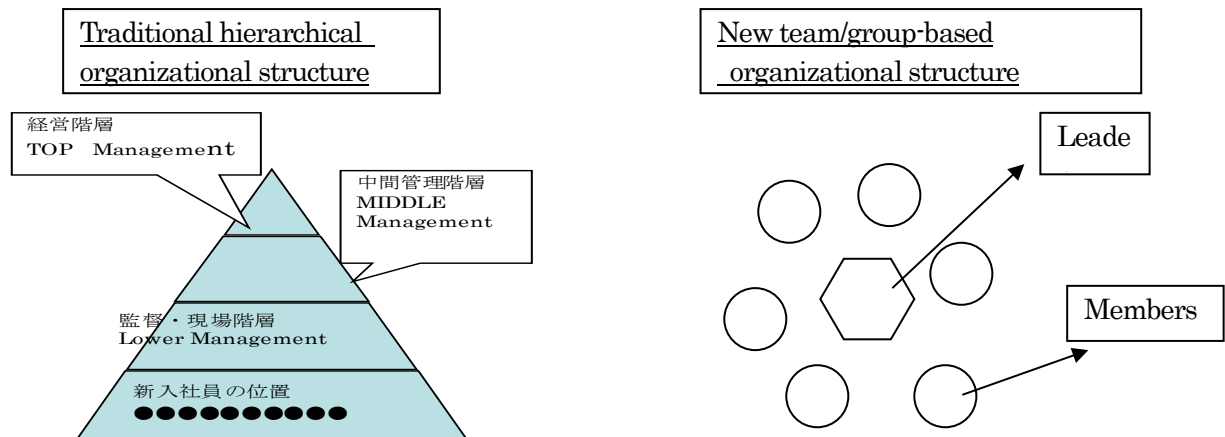 Traditional hierarchical
organizational structure
経営階層
TOP Management
中間管理階層
MIDDLE
Management
監督・現場階層
Lower Management
新入社員の位置
●●●●●●●●●●
New team/group-based
organizational structure
Leade
Members